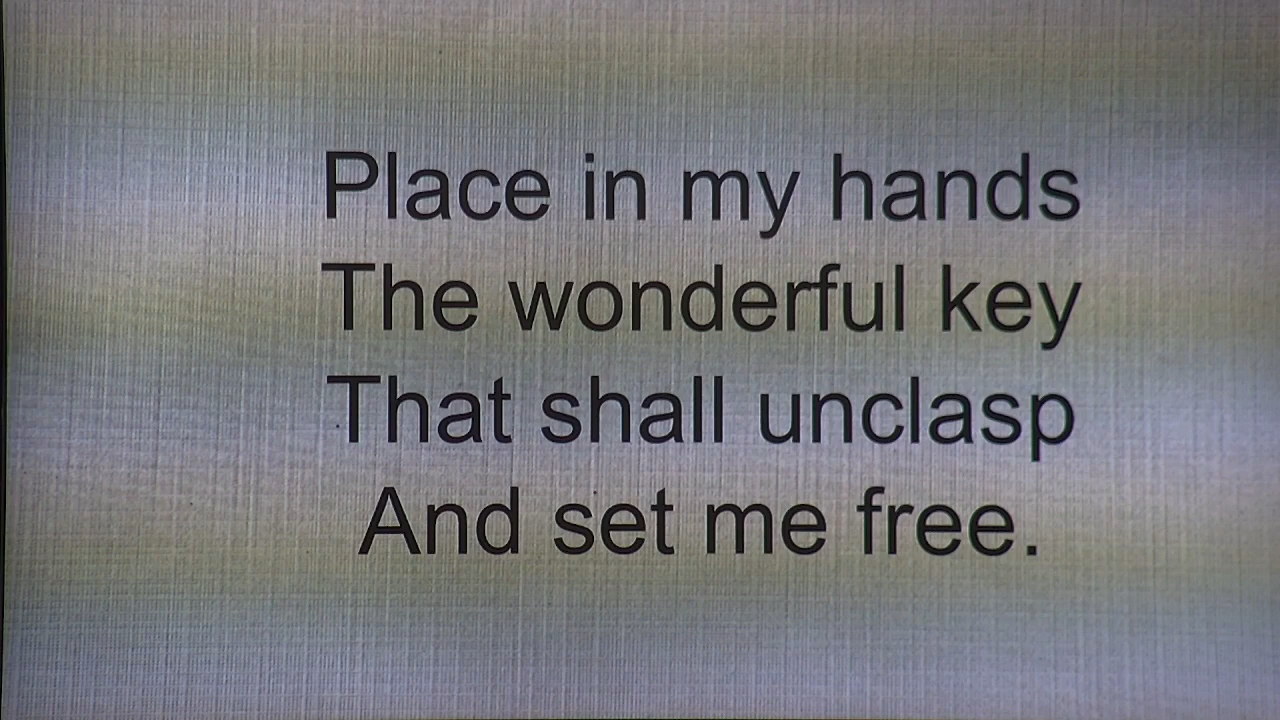 Place in my hands
The wonderful key
That shall unclasp
And set me free.